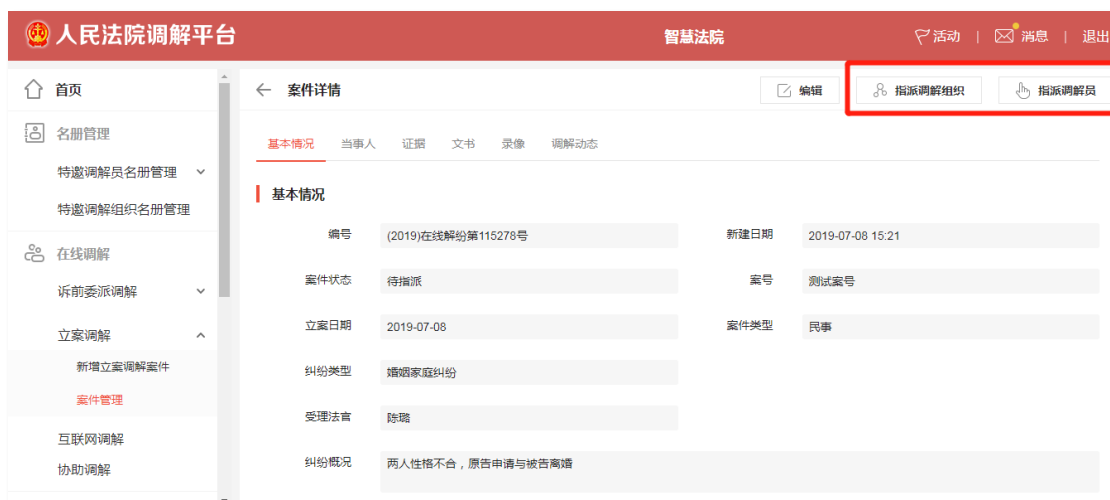 人民法院调解平台 智慧法院 活动 | 消息 | 退出
首页
名册管理
特邀调解员名册管理
特邀调解组织名册管理
在线调解
诉前委派调解
立案调解
新增立案调解案件
案件管理
互联网调解
协助调解
案件详情 编辑 指派调解组织 指派调解员
基本情况 当事人 证据 文书 录像 调解动态
基本情况
编号 (2019)在线解纷第115278号 新建日期 2019-07-08 15:21
案件状态 待指派 案号 测试案号
立案日期 2019-07-08 案件类型 民事
纠纷类型 婚姻家庭纠纷
受理法官 陈璐
纠纷概况 两人性格不合，原告申请与被告离婚